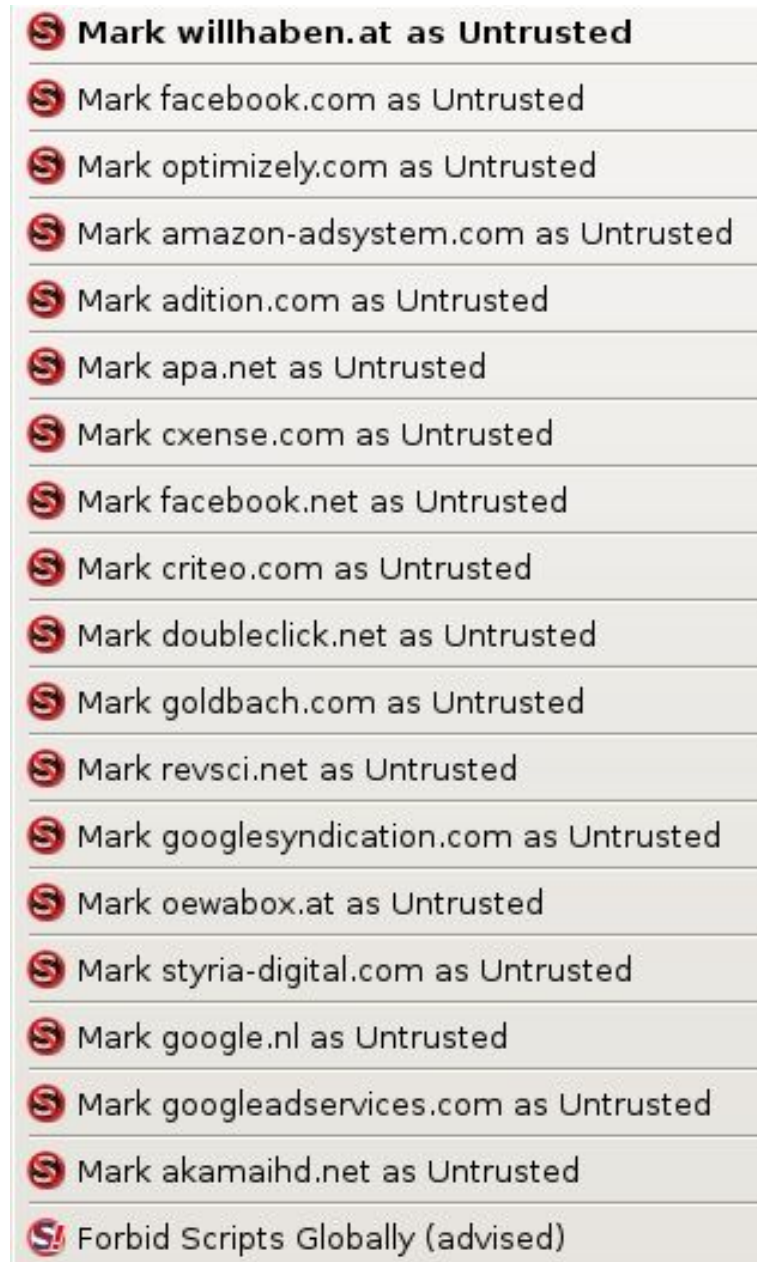 Mark willhaben.at as Untrusted
Mark facebook.com as Untrusted
Mark optimizely.com as Untrusted
Mark amazon-adsystem.com as Untrusted
Mark adition.com as Untrusted
Mark apa.net as Untrusted
Mark cxense.com as Untrusted
Mark facebook.net as Untrusted
Mark criteo.com as Untrusted
Mark doubleclick.net as Untrusted
Mark goldbach.com as Untrusted
Mark revsci.net as Untrusted
Mark googlesyndication.com as Untrusted
Mark oewabox.at as Untrusted
Mark styria-digital.com as Untrusted
Mark google.nl as Untrusted
Mark googleadservices.com as Untrusted
Mark akamaihd.net as Untrusted
Forbid Scripts Globally (advised)